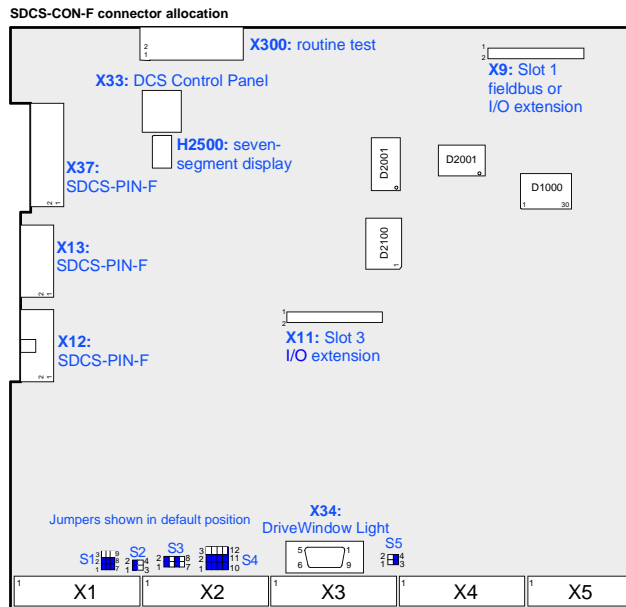 SDCS-CON-F connector allocation
2
1
X300: routine test
1
2
X9: Slot 1
fieldbus or
I/O extension
X33: DCS Control Panel
H2500: seven-
segment display
X37:
SDCS-PIN-F
2 1
D2001
D2001
D1000
1 30
X13:
SDCS-PIN-F
2 1
D2100
1
1
2
X11: Slot 3
I/O extension
X12:
SDCS-PIN-F
2 1
Jumpers shown in default position
X34:
DriveWindow Light
S1
3 9
2
1 7
S2
2 4
1 3
S3
2 8
1 7
3 12
2 11
1 10
S4
5 1
6 9
S5
2 4
1 3
1 X1
1 X2
1 X3
1 X4
1 X5